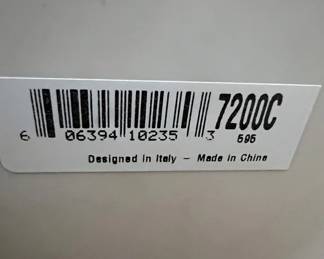 7200C
6 06394 10235 3 595
Designed in Italy – Made in China